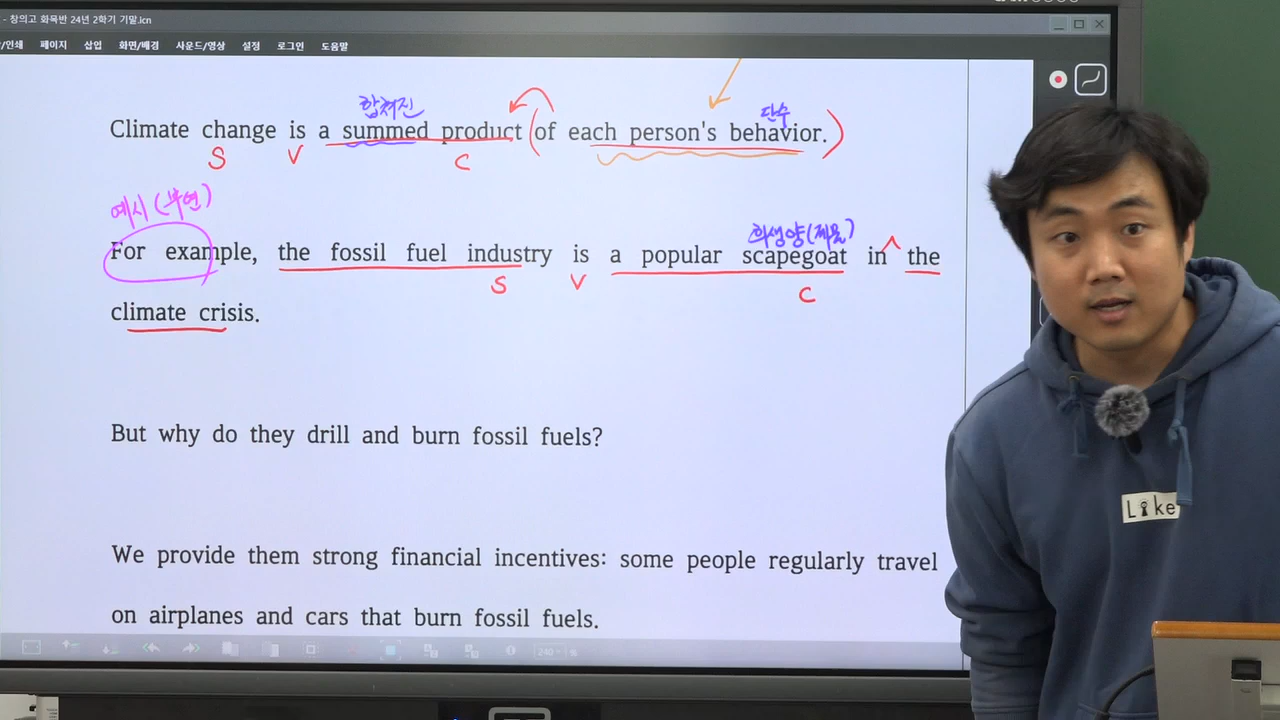 - 창의고 화목반 24년 2학기 기말.icn
/인쇄 페이지 삽입 화면/배경 사운드/영상 설정 로그인 도움말
합쳐진
단수
Climate change is a summed product (of each person's behavior.)
S V C
예시(부연)
희생양(제물)
For example, the fossil fuel industry is a popular scapegoat in the
S V C
climate crisis.
But why do they drill and burn fossil fuels?
We provide them strong financial incentives: some people regularly travel
on airplanes and cars that burn fossil fuels.
240 %
Like